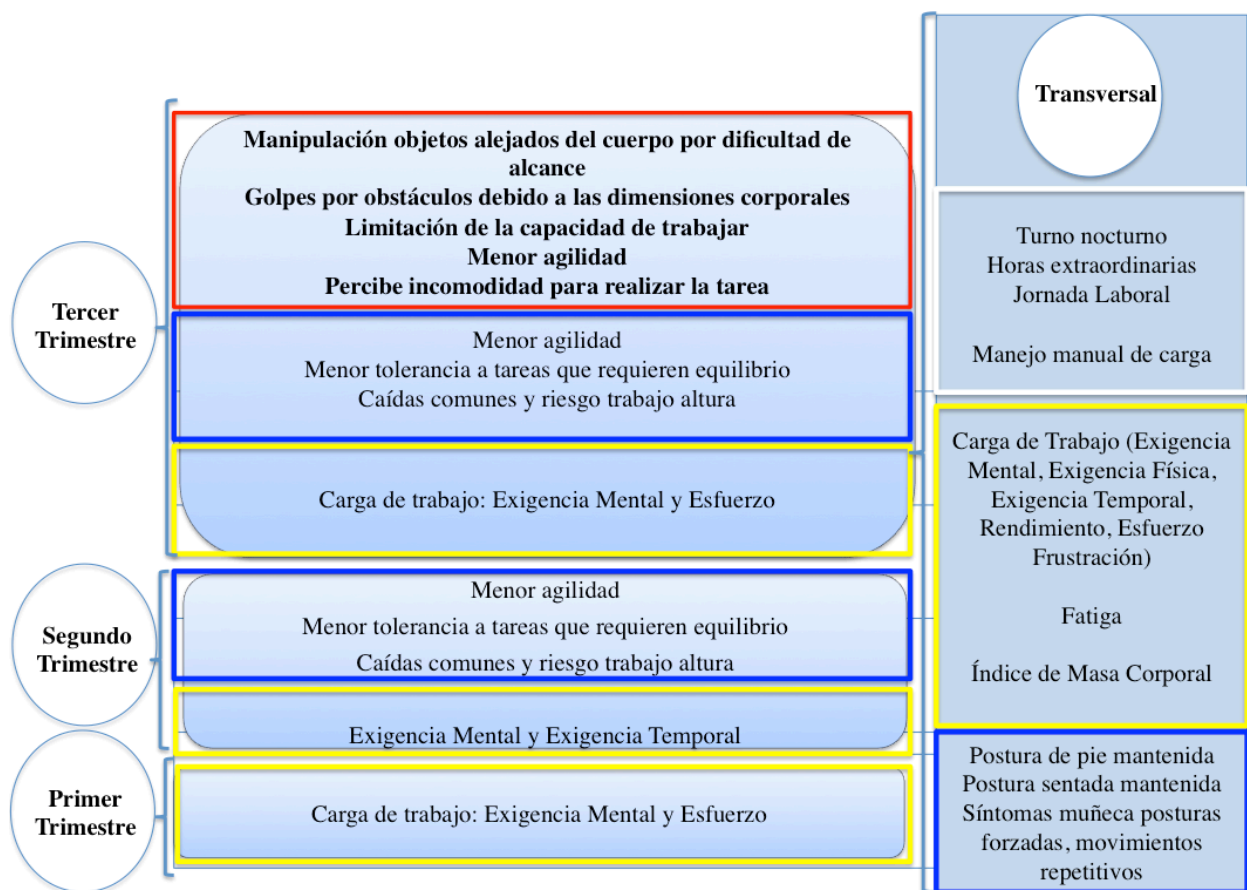 Tercer
Trimestre
Manipulación objetos alejados del cuerpo por dificultad de
alcance
Golpes por obstáculos debido a las dimensiones corporales
Limitación de la capacidad de trabajar
Menor agilidad
Percibe incomodidad para realizar la tarea
Menor agilidad
Menor tolerancia a tareas que requieren equilibrio
Caídas comunes y riesgo trabajo altura
Carga de trabajo: Exigencia Mental y Esfuerzo
Segundo
Trimestre
Menor agilidad
Menor tolerancia a tareas que requieren equilibrio
Caídas comunes y riesgo trabajo altura
Exigencia Mental y Exigencia Temporal
Primer
Trimestre
Carga de trabajo: Exigencia Mental y Esfuerzo
Transversal
Turno nocturno
Horas extraordinarias
Jornada Laboral
Manejo manual de carga
Carga de Trabajo (Exigencia
Mental, Exigencia Física,
Exigencia Temporal,
Rendimiento, Esfuerzo
Frustración)
Fatiga
Índice de Masa Corporal
Postura de pie mantenida
Postura sentada mantenida
Síntomas muñeca posturas
forzadas, movimientos
repetitivos